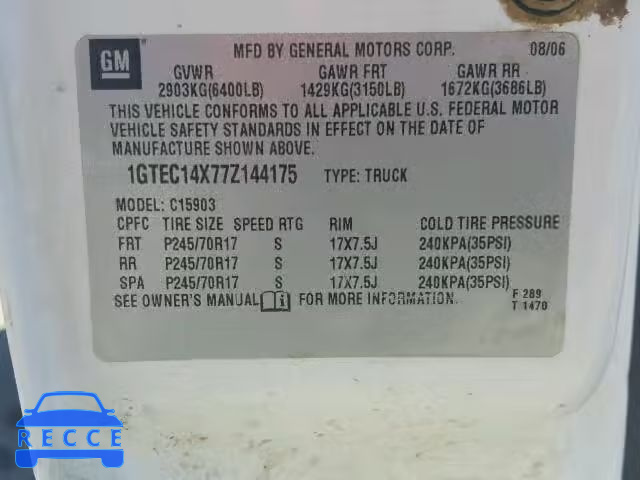 GM
MFD BY GENERAL MOTORS CORP. 08/06
GVWR GAWR FRT GAWR RR
2903KG(6400LB) 1429KG(3150LB) 1672KG(3686LB)
THIS VEHICLE CONFORMS TO ALL APPLICABLE U.S. FEDERAL MOTOR
VEHICLE SAFETY STANDARDS IN EFFECT ON THE DATE OF
MANUFACTURE SHOWN ABOVE.
1GTEC14X77Z144175 TYPE: TRUCK
MODEL: C15903
CPFC TIRE SIZE SPEED RTG RIM COLD TIRE PRESSURE
FRT P245/70R17 S 17X7.5J 240KPA(35PSI)
RR P245/70R17 S 17X7.5J 240KPA(35PSI)
SPA P245/70R17 S 17X7.5J 240KPA(35PSI)
SEE OWNER'S MANUAL FOR MORE INFORMATION. F 289
T 1470
RECCE